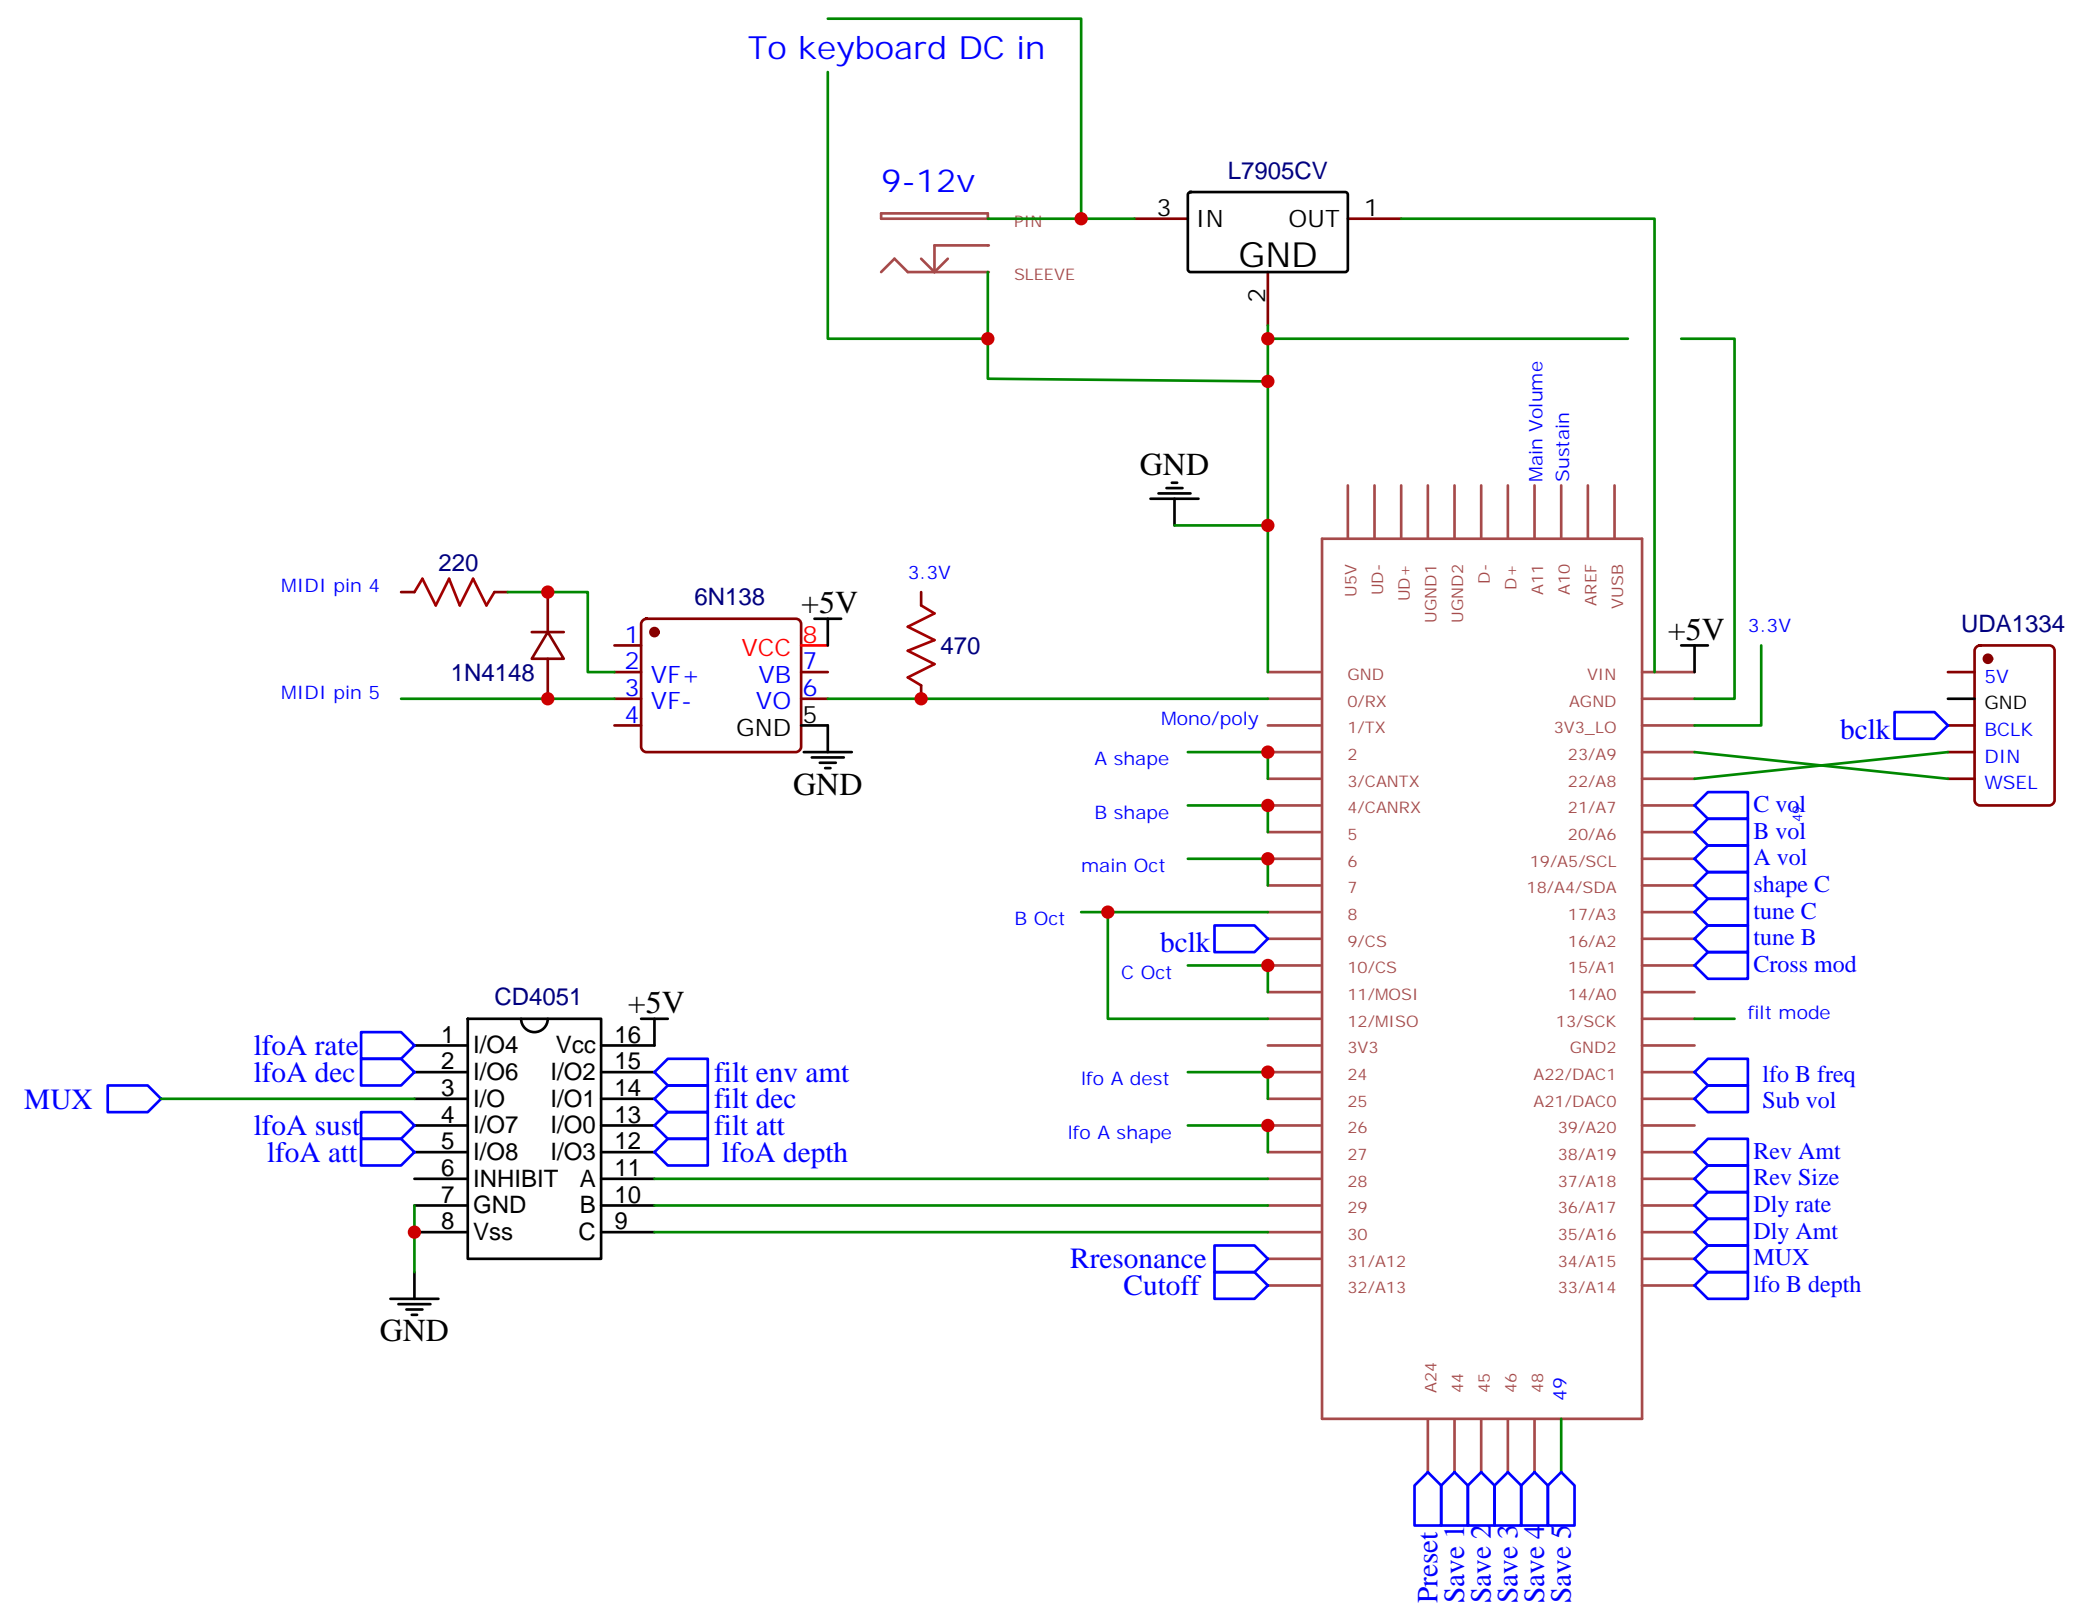 To keyboard DC in
9-12v
PIN
SLEEVE
L7905CV
3
IN
OUT
1
GND
2
Main Volume
Sustain
GND
MIDI pin 4
220
1N4148
MIDI pin 5
6N138
+5V
1
2
3
4
VF+
VF-
VCC
VB
VO
GND
8
7
6
5
GND
3.3V
470
U5V
UD-
UD+
UGND1
UGND2
D-
D+
A11
A10
AREF
VUSB
GND
0/RX
1/TX
2
3/CANTX
4/CANRX
5
6
7
8
9/CS
10/CS
11/MOSI
12/MISO
3V3
24
25
26
27
28
29
30
31/A12
32/A13
VIN
AGND
3V3_LO
23/A9
22/A8
21/A7
20/A6
19/A5/SCL
18/A4/SDA
17/A3
16/A2
15/A1
14/A0
13/SCK
GND2
A22/DAC1
A21/DAC0
39/A20
38/A19
37/A18
36/A17
35/A16
34/A15
33/A14
A24
44
45
46
48
49
Mono/poly
A shape
B shape
main Oct
B Oct
bclk
C Oct
lfo A dest
lfo A shape
Rresonance
Cutoff
+5V
3.3V
UDA1334
5V
GND
BCLK
DIN
WSEL
bclk
C vol
49
B vol
A vol
shape C
tune C
tune B
Cross mod
filt mode
lfo B freq
Sub vol
Rev Amt
Rev Size
Dly rate
Dly Amt
MUX
lfo B depth
CD4051
+5V
lfoA rate
lfoA dec
MUX
lfoA sust
lfoA att
1
2
3
4
5
6
7
8
I/O4
I/O6
I/O
I/O7
I/O8
INHIBIT
GND
Vss
Vcc
I/O2
I/O1
I/O0
I/O3
A
B
C
16
15
14
13
12
11
10
9
filt env amt
filt dec
filt att
lfoA depth
GND
Preset
Save 1
Save 2
Save 3
Save 4
Save 5